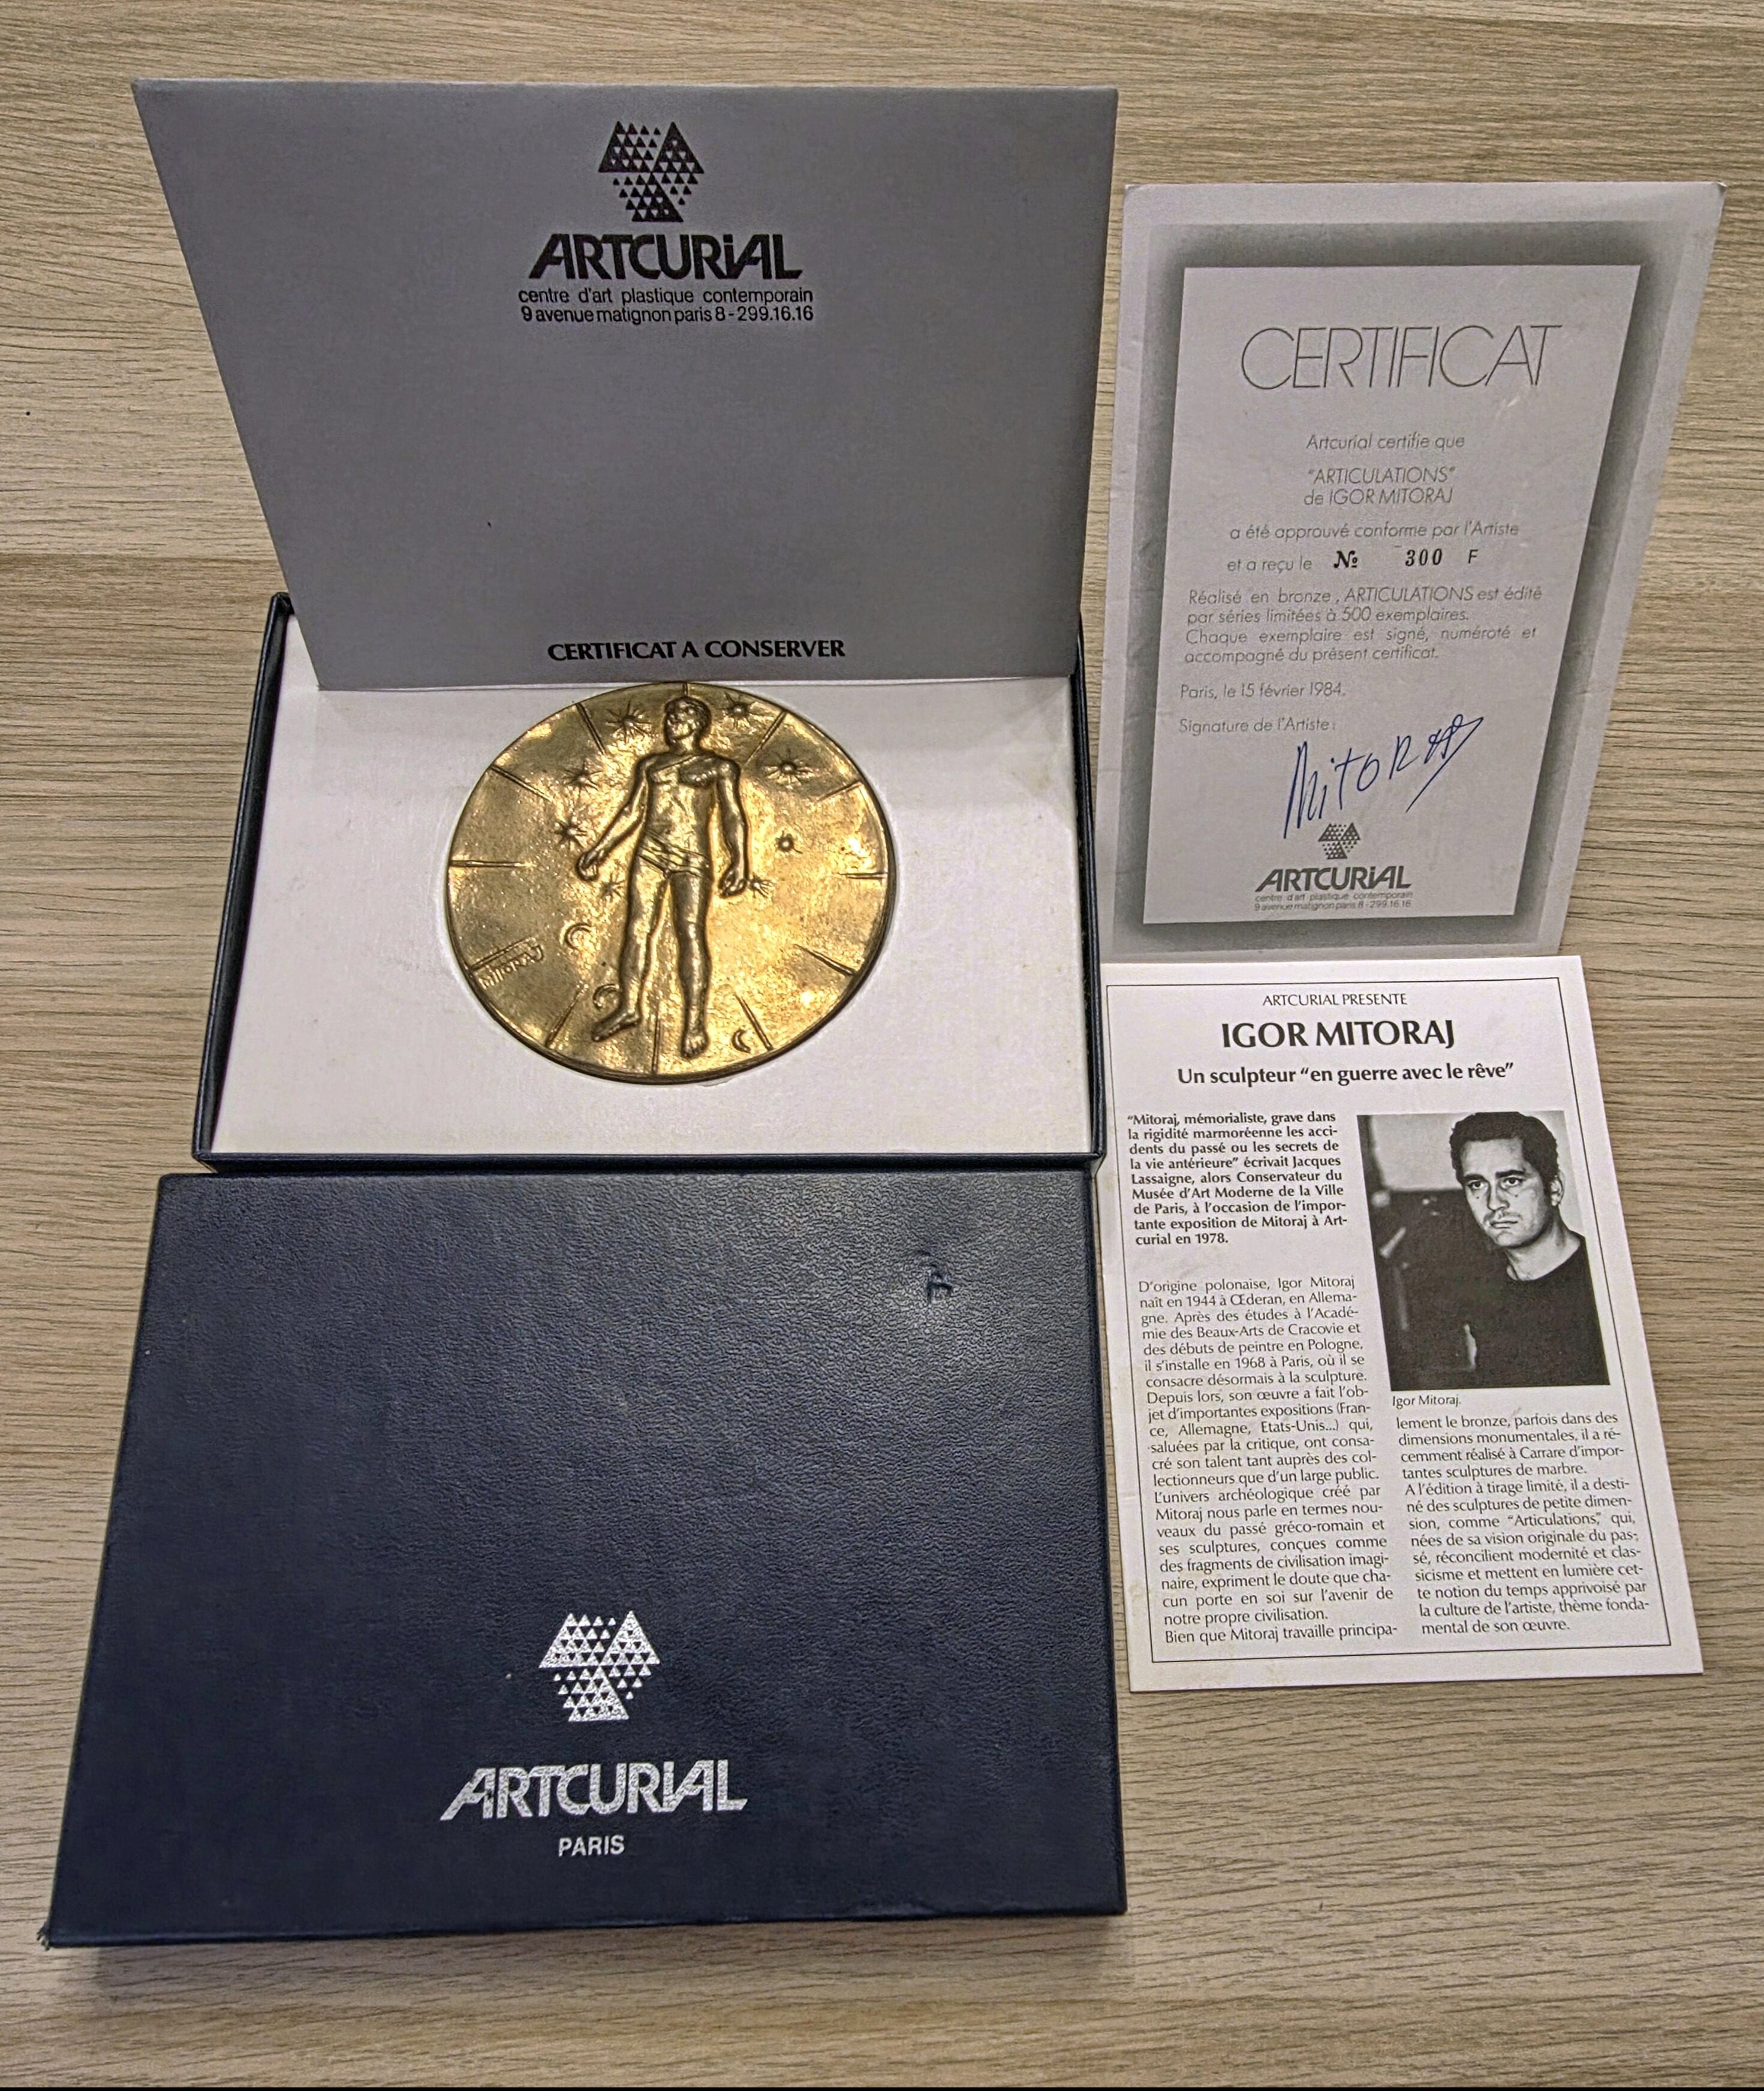 ARTCURiAL
centre d'art plastique contemporain
9 avenue matignon paris 8 - 299.16.16
CERTIFICAT A CONSERVER
MITORAJ
ARTCURIAL
PARIS
CERTIFICAT
Artcurial certifie que
"ARTICULATIONS"
de IGOR MITORAJ
a été approuvé conforme par l'Artiste
et a reçu le № 300 F
Réalisé en bronze, ARTICULATIONS est édité
par séries limitées à 500 exemplaires.
Chaque exemplaire est signé, numéroté et
accompagné du présent certificat.
Paris, le 15 février 1984.
Signature de l'Artiste:
MitoRaj
ARTCURiAL
centre d'art plastique contemporain
9 avenue matignon paris 8 - 299.16.16
ARTCURIAL PRESENTE
IGOR MITORAJ
Un sculpteur "en guerre avec le rêve"
"Mitoraj, mémorialiste, grave dans
la rigidité marmoréenne les acci-
dents du passé ou les secrets de
la vie antérieure" écrivait Jacques
Lassaigne, alors Conservateur du
Musée d'Art Moderne de la Ville
de Paris, à l'occasion de l'impor-
tante exposition de Mitoraj à Art-
curial en 1978.
D'origine polonaise, Igor Mitoraj
naît en 1944 à Œderan, en Allema-
gne. Après des études à l'Acadé-
mie des Beaux-Arts de Cracovie et
des débuts de peintre en Pologne,
il s'installe en 1968 à Paris, où il se
consacre désormais à la sculpture.
Depuis lors, son œuvre a fait l'ob-
jet d'importantes expositions (Fran-
ce, Allemagne, Etats-Unis...) qui,
saluées par la critique, ont consa-
cré son talent tant auprès des col-
lectionneurs que d'un large public.
L'univers archéologique créé par
Mitoraj nous parle en termes nou-
veaux du passé gréco-romain et
ses sculptures, conçues comme
des fragments de civilisation imagi-
naire, expriment le doute que cha-
cun porte en soi sur l'avenir de
notre propre civilisation.
Bien que Mitoraj travaille principa-
Igor Mitoraj.
lement le bronze, parfois dans des
dimensions monumentales, il a ré-
cemment réalisé à Carrare d'impor-
tantes sculptures de marbre.
A l'édition à tirage limité, il a desti-
né des sculptures de petite dimen-
sion, comme "Articulations", qui,
nées de sa vision originale du pas-
sé, réconcilient modernité et clas-
sicisme et mettent en lumière cet-
te notion du temps apprivoisé par
la culture de l'artiste, thème fonda-
mental de son œuvre.